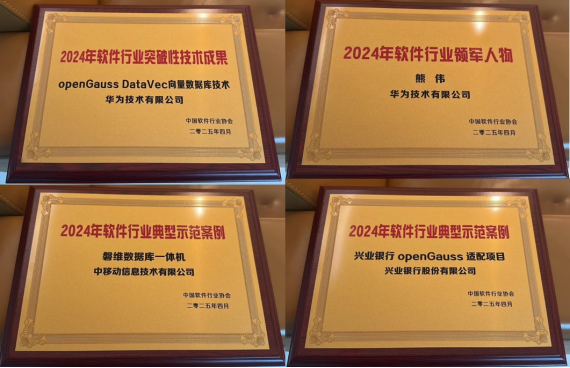 2024年软件行业突破性技术成果
openGauss DataVec向量数据库技术
华为技术有限公司
中国软件行业协会
二零二五年四月
2024年软件行业领军人物
熊 伟
华为技术有限公司
中国软件行业协会
二零二五年四月
2024年软件行业典型示范案例
磐维数据库一体机
中移动信息技术有限公司
中国软件行业协会
二零二五年四月
2024年软件行业典型示范案例
兴业银行 openGauss 适配项目
兴业银行股份有限公司
中国软件行业协会
二零二五年四月